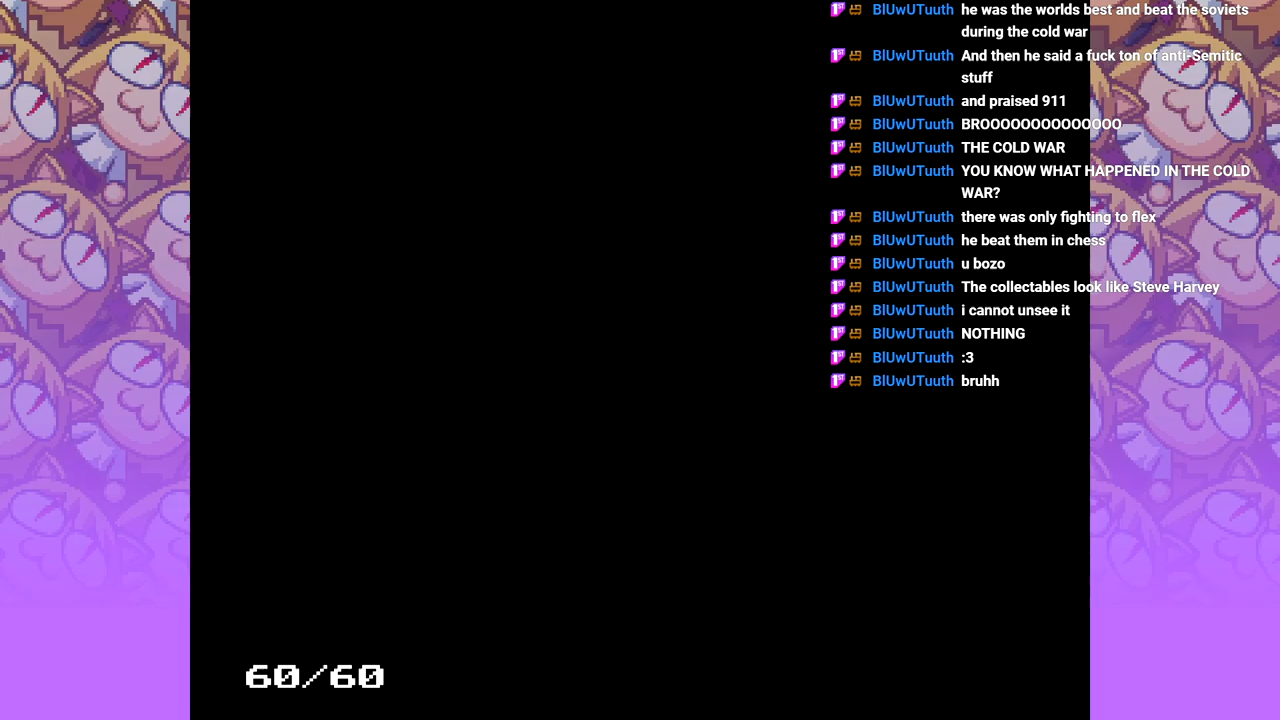 BlUwUTuuth he was the worlds best and beat the soviets
during the cold war
BlUwUTuuth And then he said a fuck ton of anti-Semitic
stuff
BlUwUTuuth and praised 911
BlUwUTuuth BROOOOOOOOOOOOOO
BlUwUTuuth THE COLD WAR
BlUwUTuuth YOU KNOW WHAT HAPPENED IN THE COLD
WAR?
BlUwUTuuth there was only fighting to flex
BlUwUTuuth he beat them in chess
BlUwUTuuth u bozo
BlUwUTuuth The collectables look like Steve Harvey
BlUwUTuuth i cannot unsee it
BlUwUTuuth NOTHING
BlUwUTuuth :3
BlUwUTuuth bruhh
60/60